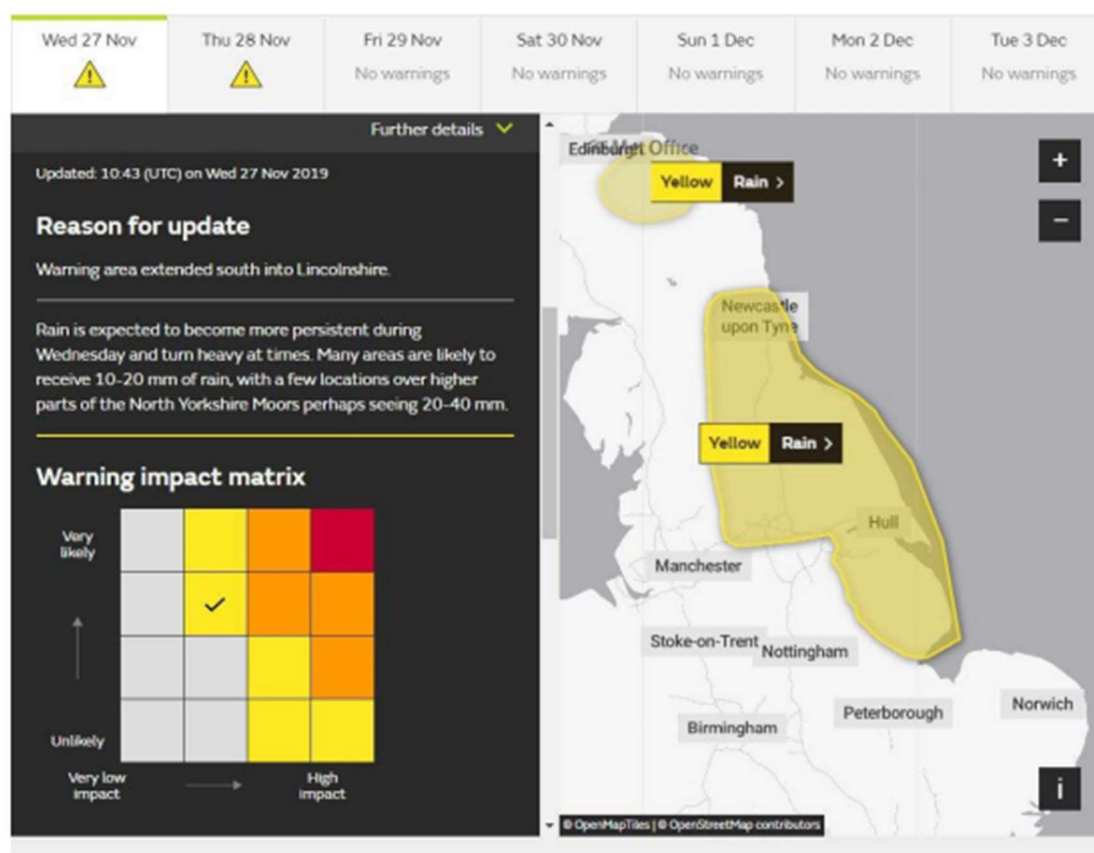 Wed 27 Nov
Thu 28 Nov
Fri 29 Nov
No warnings
Sat 30 Nov
No warnings
Sun 1 Dec
No warnings
Mon 2 Dec
No warnings
Tue 3 Dec
No warnings
Further details
Updated: 10:43 (UTC) on Wed 27 Nov 2019
Reason for update
Warning area extended south into Lincolnshire.
Rain is expected to become more persistent during
Wednesday and turn heavy at times. Many areas are likely to
receive 10-20 mm of rain, with a few locations over higher
parts of the North Yorkshire Moors perhaps seeing 20-40 mm.
Warning impact matrix
Very
likely
Unlikely
Very low
impact
High
impact
Edinburgh
Met Office
Yellow Rain >
Newcastle
upon Tyne
Yellow Rain >
Hull
Manchester
Stoke-on-Trent
Nottingham
Birmingham
Peterborough
Norwich
+
−
i
© OpenMapTiles | © OpenStreetMap contributors